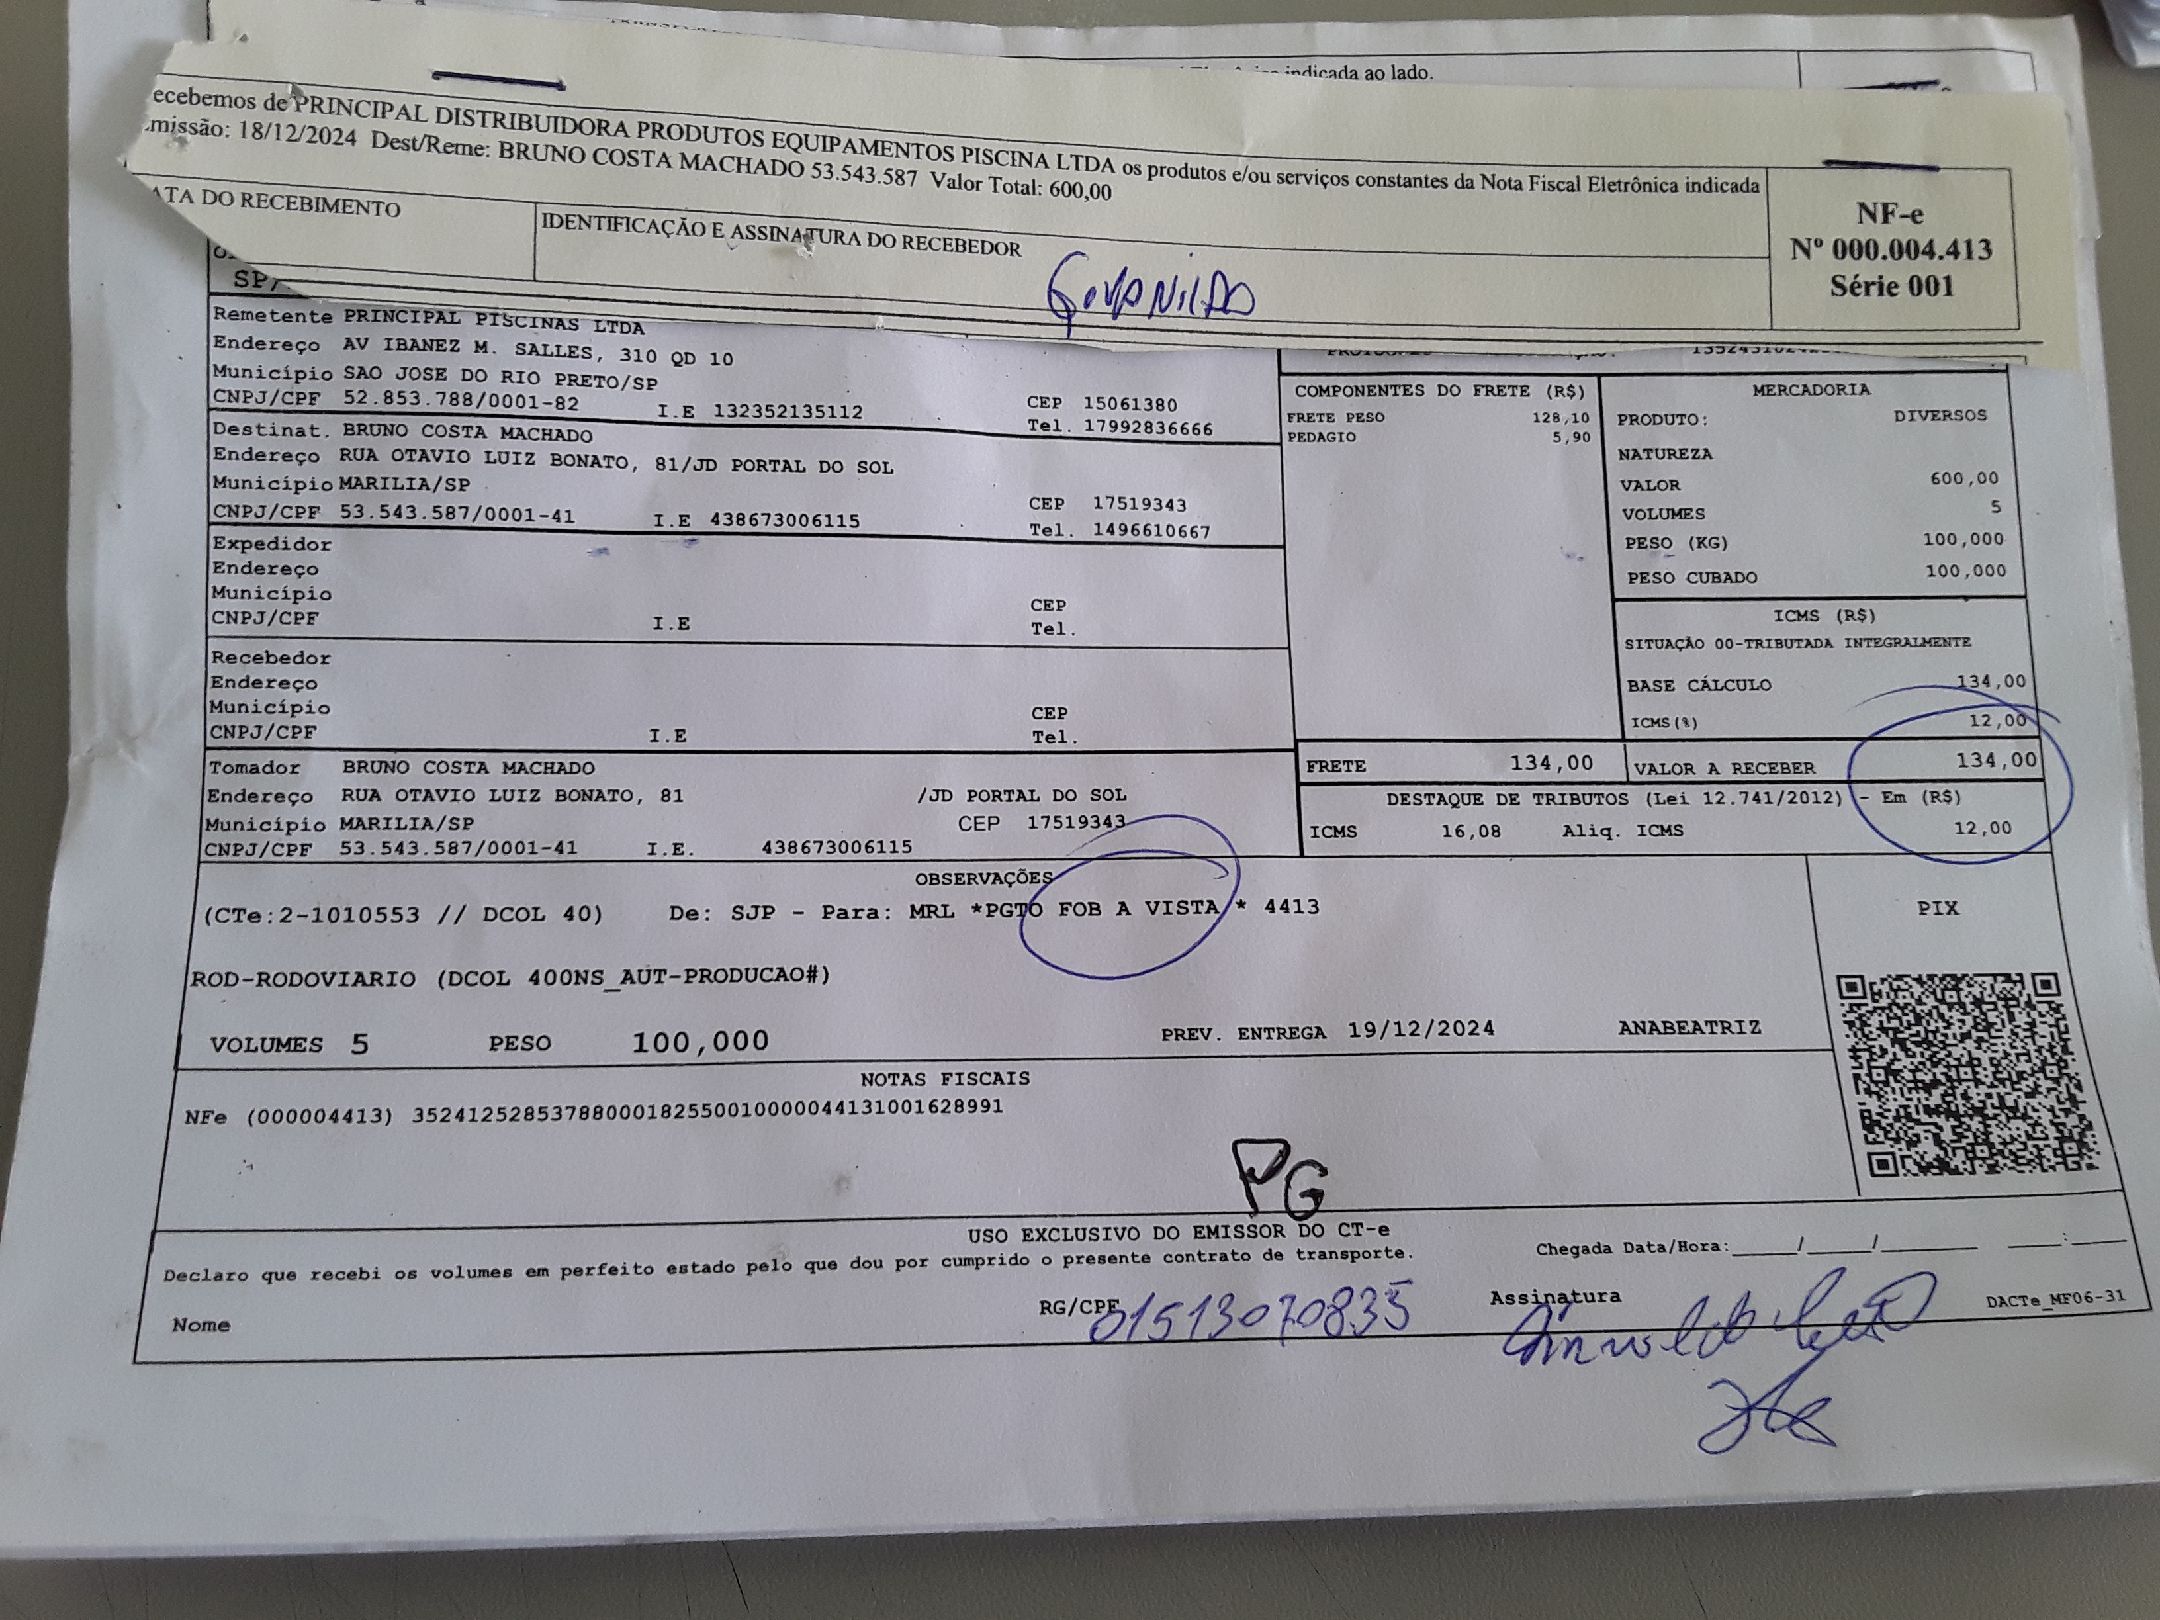 indicada ao lado.
ecebemos de PRINCIPAL DISTRIBUIDORA PRODUTOS EQUIPAMENTOS PISCINA LTDA os produtos e/ou serviços constantes da Nota Fiscal Eletrônica indicada
missão: 18/12/2024 Dest/Reme: BRUNO COSTA MACHADO 53.543.587 Valor Total: 600,00
ATA DO RECEBIMENTO
IDENTIFICAÇÃO E ASSINATURA DO RECEBEDOR
NF-e
Nº 000.004.413
Série 001
SP/
Remetente PRINCIPAL PISCINAS LTDA
Endereço AV IBANEZ M. SALLES, 310 QD 10
Município SAO JOSE DO RIO PRETO/SP
CNPJ/CPF 52.853.788/0001-82 I.E 132352135112
CEP 15061380
Tel. 17992836666
Destinat. BRUNO COSTA MACHADO
Endereço RUA OTAVIO LUIZ BONATO, 81/JD PORTAL DO SOL
Município MARILIA/SP
CNPJ/CPF 53.543.587/0001-41 I.E 438673006115
CEP 17519343
Tel. 1496610667
Expedidor
Endereço
Município
CNPJ/CPF I.E
CEP
Tel.
Recebedor
Endereço
Município
CNPJ/CPF I.E
CEP
Tel.
Tomador BRUNO COSTA MACHADO
Endereço RUA OTAVIO LUIZ BONATO, 81 /JD PORTAL DO SOL
Município MARILIA/SP CEP 17519343
CNPJ/CPF 53.543.587/0001-41 I.E. 438673006115
COMPONENTES DO FRETE (R$)
FRETE PESO 128,10
PEDAGIO 5,90
MERCADORIA
PRODUTO: DIVERSOS
NATUREZA
VALOR 600,00
VOLUMES 5
PESO (KG) 100,000
PESO CUBADO 100,000
ICMS (R$)
SITUAÇÃO 00-TRIBUTADA INTEGRALMENTE
BASE CÁLCULO 134,00
ICMS(%) 12,00
FRETE 134,00 VALOR A RECEBER 134,00
DESTAQUE DE TRIBUTOS (Lei 12.741/2012) - Em (R$)
ICMS 16,08 Aliq. ICMS 12,00
OBSERVAÇÕES
(CTe:2-1010553 // DCOL 40) De: SJP - Para: MRL *PGTO FOB A VISTA * 4413
PIX
ROD-RODOVIARIO (DCOL 400NS_AUT-PRODUCAO#)
VOLUMES 5 PESO 100,000 PREV. ENTREGA 19/12/2024 ANABEATRIZ
NOTAS FISCAIS
NFe (000004413) 35241252853788000182550010000044131001628991
PG
USO EXCLUSIVO DO EMISSOR DO CT-e
Declaro que recebi os volumes em perfeito estado pelo que dou por cumprido o presente contrato de transporte.
Chegada Data/Hora:____/____/______ ___:____
Nome
RG/CPF 01513070835
Assinatura
DACTe_MF06-31